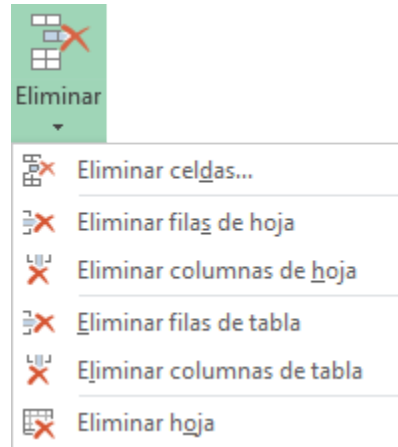 Eliminar
Eliminar celdas...
Eliminar filas de hoja
Eliminar columnas de hoja
Eliminar filas de tabla
Eliminar columnas de tabla
Eliminar hoja